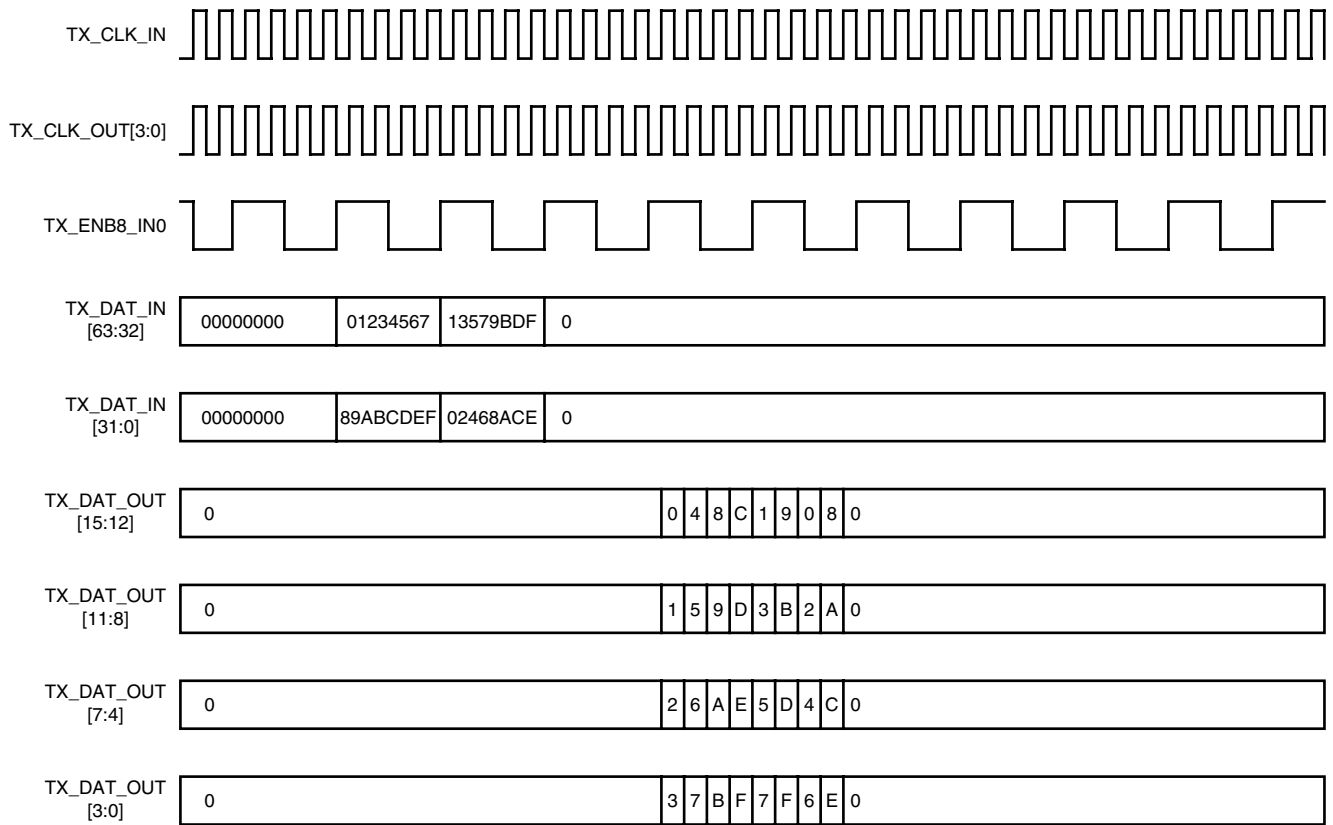 TX_CLK_IN
TX_CLK_OUT[3:0]
TX_ENB8_IN0
TX_DAT_IN
[63:32]
00000000 01234567 13579BDF 0
TX_DAT_IN
[31:0]
00000000 89ABCDEF 02468ACE 0
TX_DAT_OUT
[15:12]
0 0 4 8 C 1 9 0 8 0
TX_DAT_OUT
[11:8]
0 1 5 9 D 3 B 2 A 0
TX_DAT_OUT
[7:4]
0 2 6 A E 5 D 4 C 0
TX_DAT_OUT
[3:0]
0 3 7 B F 7 F 6 E 0